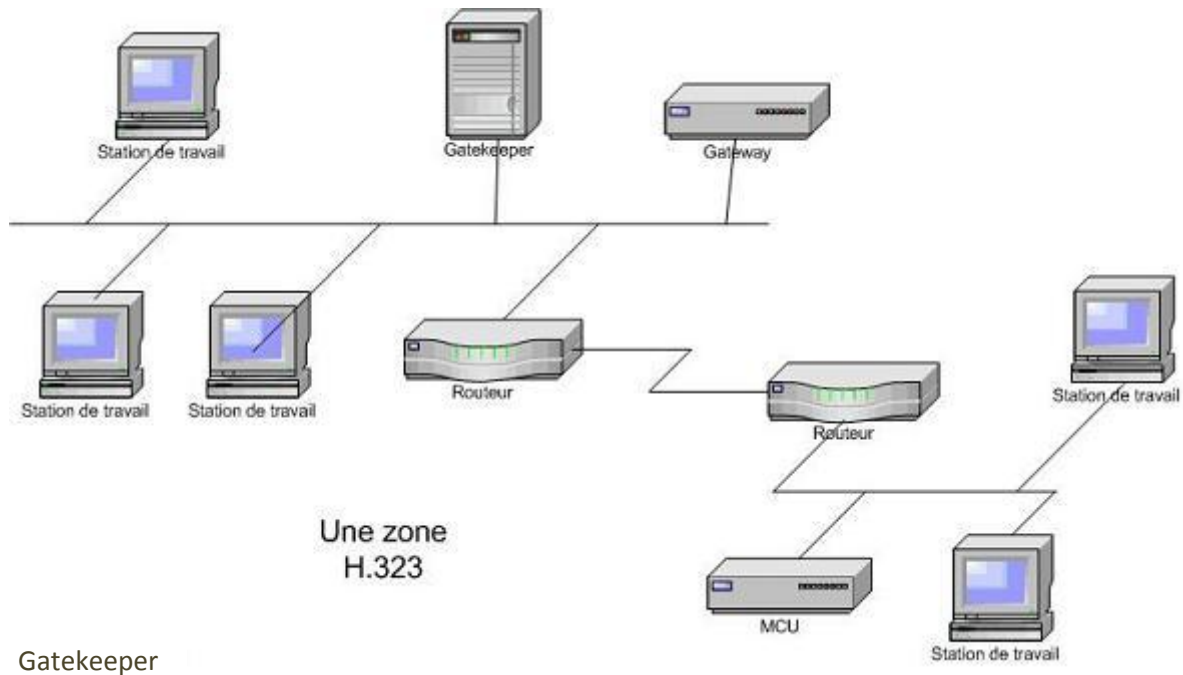 Station de travail
Gatekeeper
Gateway
Station de travail
Station de travail
Routeur
Routeur
Station de travail
Une zone
H.323
MCU
Station de travail
Gatekeeper